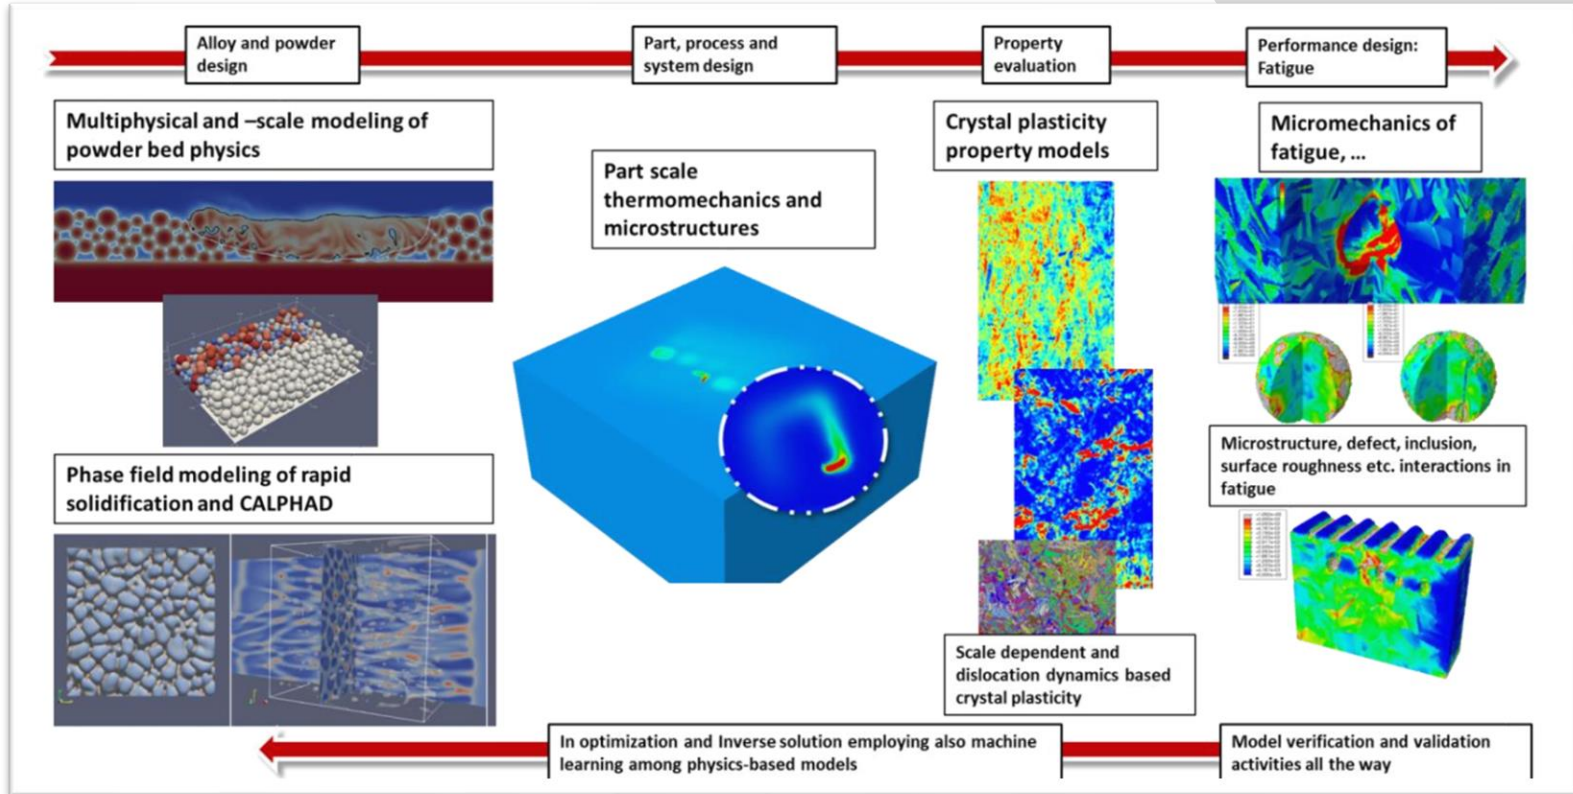 Alloy and powder
design
Part, process and
system design
Property
evaluation
Performance design:
Fatigue
Multiphysical and –scale modeling of
powder bed physics
Part scale
thermomechanics and
microstructures
Crystal plasticity
property models
Micromechanics of
fatigue, ...
Phase field modeling of rapid
solidification and CALPHAD
Microstructure, defect, inclusion,
surface roughness etc. interactions in
fatigue
Scale dependent and
dislocation dynamics based
crystal plasticity
In optimization and Inverse solution employing also machine
learning among physics-based models
Model verification and validation
activities all the way